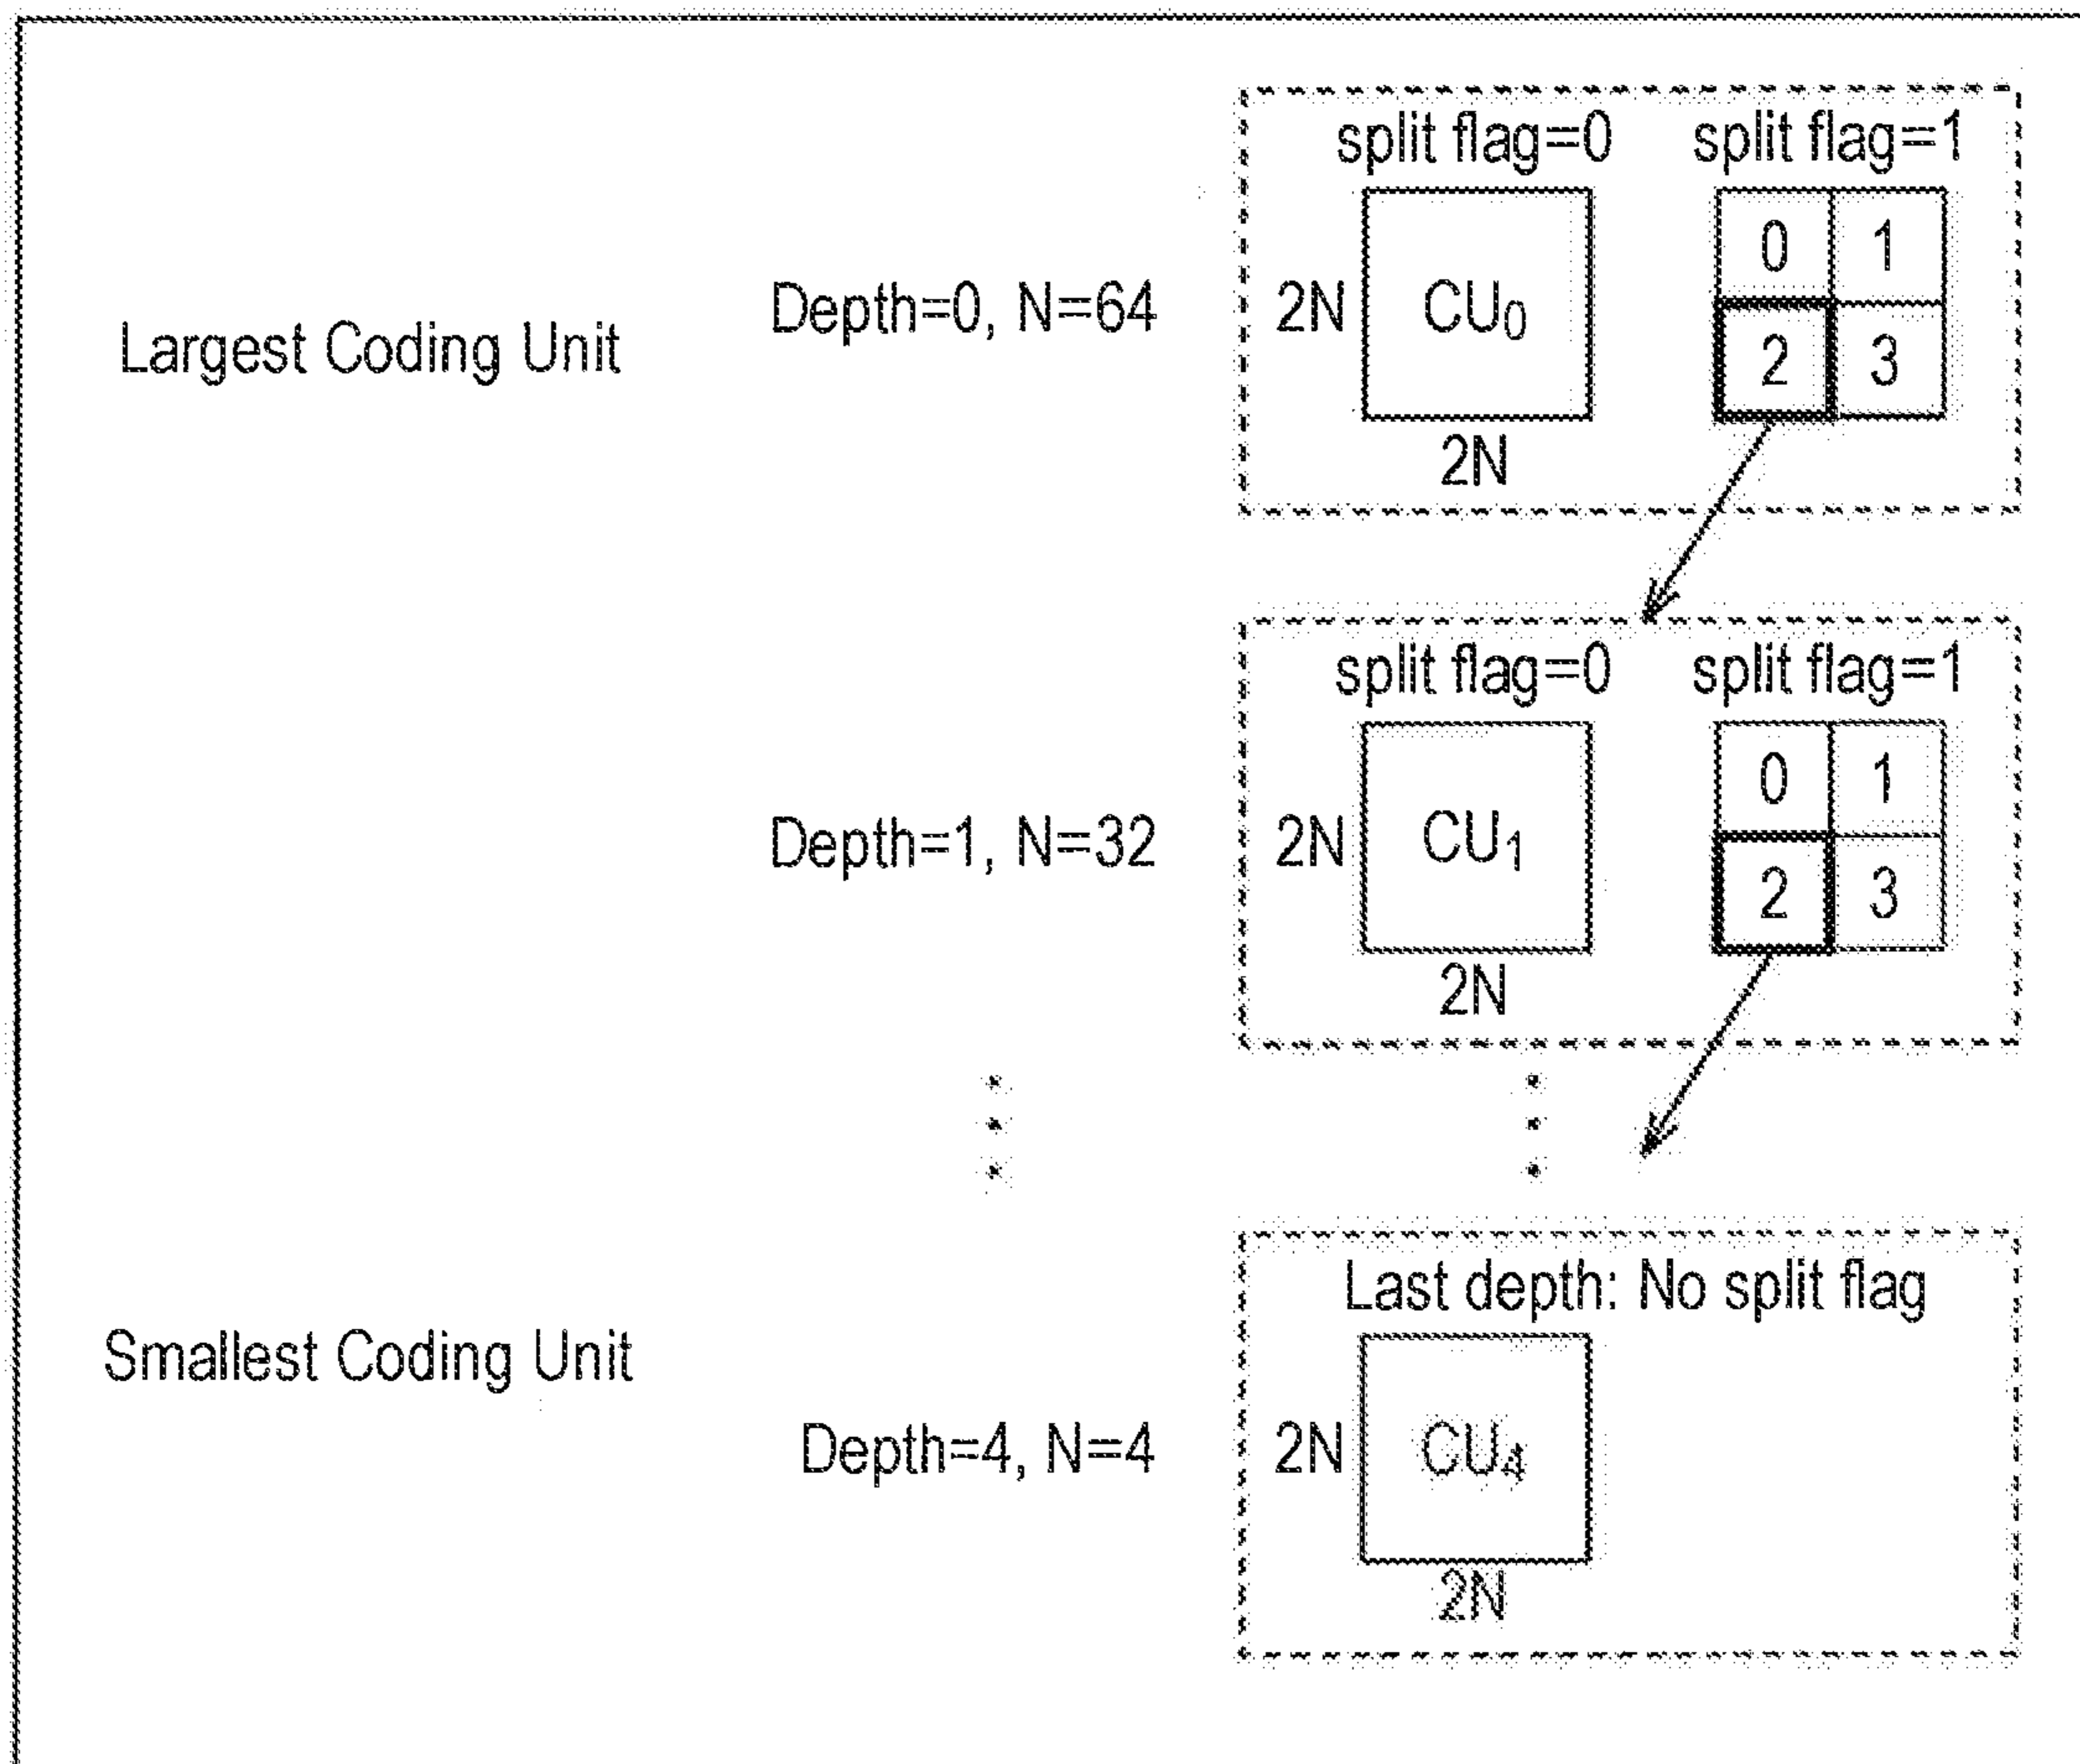 split flag=0 split flag=1
Largest Coding Unit
Depth=0, N=64
2N
CU₀
2N
0 1
2 3
split flag=0 split flag=1
Depth=1, N=32
2N
CU₁
2N
0 1
2 3
Last depth: No split flag
Smallest Coding Unit
Depth=4, N=4
2N
CU₄
2N